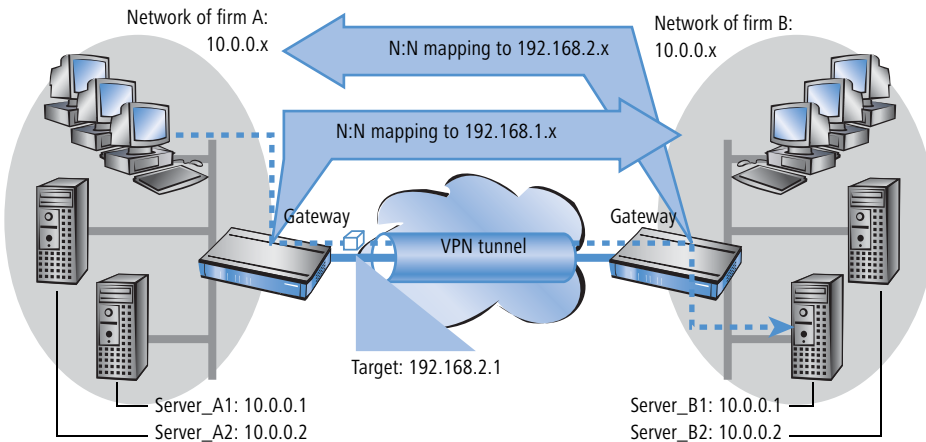 Network of firm A:
10.0.0.x
Network of firm B:
10.0.0.x
N:N mapping to 192.168.2.x
N:N mapping to 192.168.1.x
Gateway
Gateway
VPN tunnel
Target: 192.168.2.1
Server_A1: 10.0.0.1
Server_A2: 10.0.0.2
Server_B1: 10.0.0.1
Server_B2: 10.0.0.2